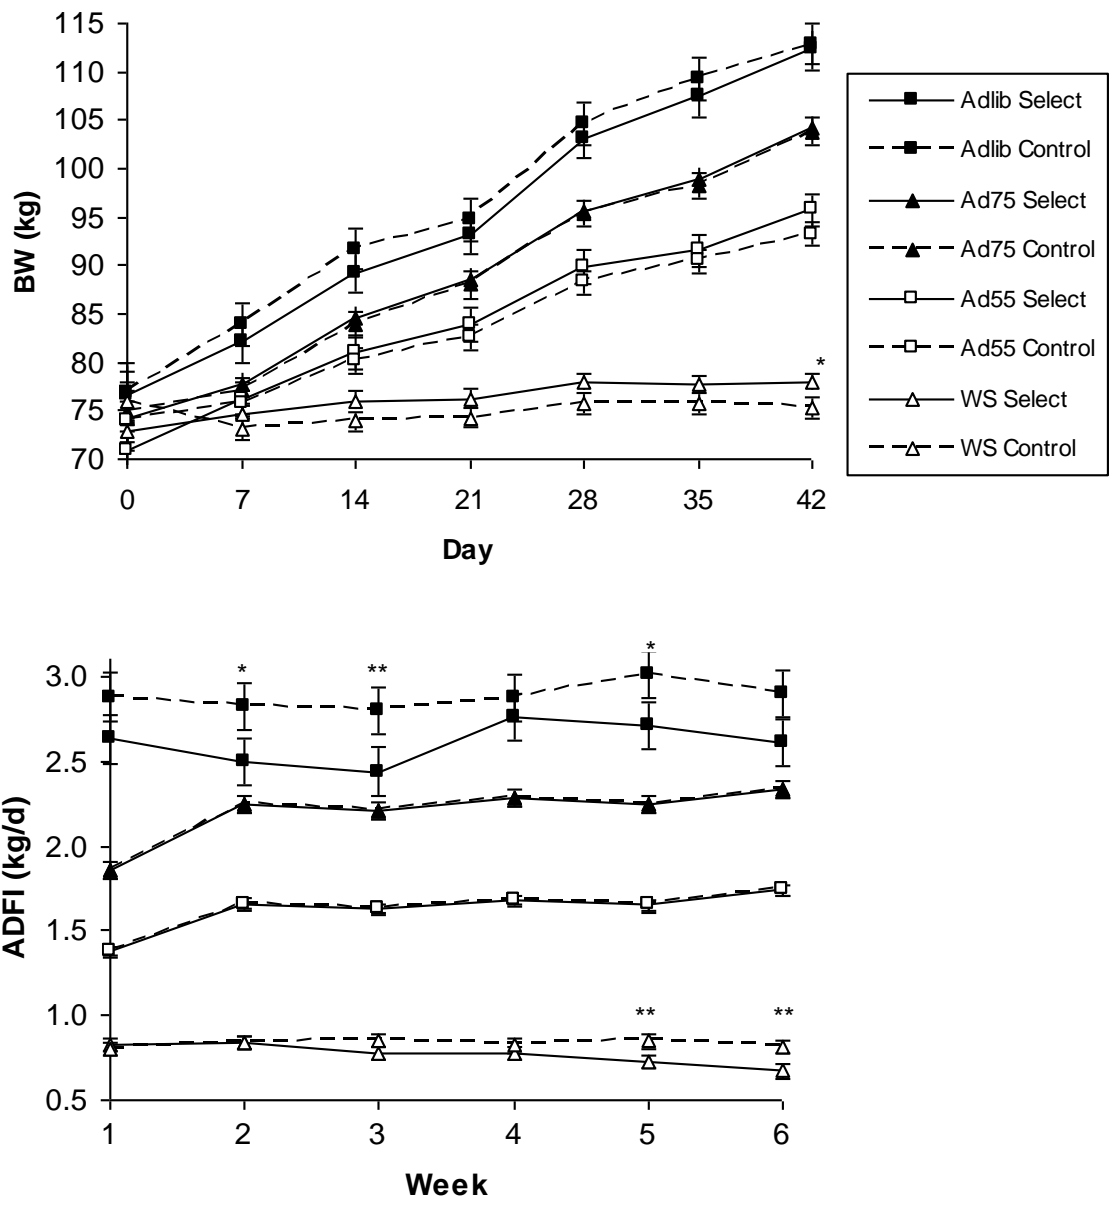 115
110
105
100
95
90
85
80
75
70
BW (kg)
*
0 7 14 21 28 35 42
Day
Adlib Select
Adlib Control
Ad75 Select
Ad75 Control
Ad55 Select
Ad55 Control
WS Select
WS Control
* ** *
3.0
2.5
2.0
1.5
1.0
0.5
ADFI (kg/d)
** **
1 2 3 4 5 6
Week